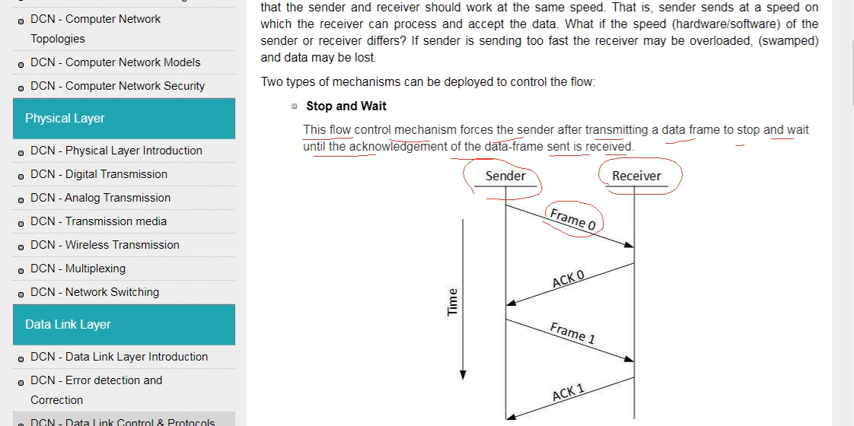 DCN - Computer Network
Topologies
DCN - Computer Network Models
DCN - Computer Network Security
Physical Layer
DCN - Physical Layer Introduction
DCN - Digital Transmission
DCN - Analog Transmission
DCN - Transmission media
DCN - Wireless Transmission
DCN - Multiplexing
DCN - Network Switching
Data Link Layer
DCN - Data Link Layer Introduction
DCN - Error detection and
Correction
DCN - Data Link Control & Protocols
that the sender and receiver should work at the same speed. That is, sender sends at a speed on
which the receiver can process and accept the data. What if the speed (hardware/software) of the
sender or receiver differs? If sender is sending too fast the receiver may be overloaded, (swamped)
and data may be lost.
Two types of mechanisms can be deployed to control the flow:
Stop and Wait
This flow control mechanism forces the sender after transmitting a data frame to stop and wait
until the acknowledgement of the data-frame sent is received.
Sender Receiver
Frame 0
ACK 0
Time
Frame 1
ACK 1